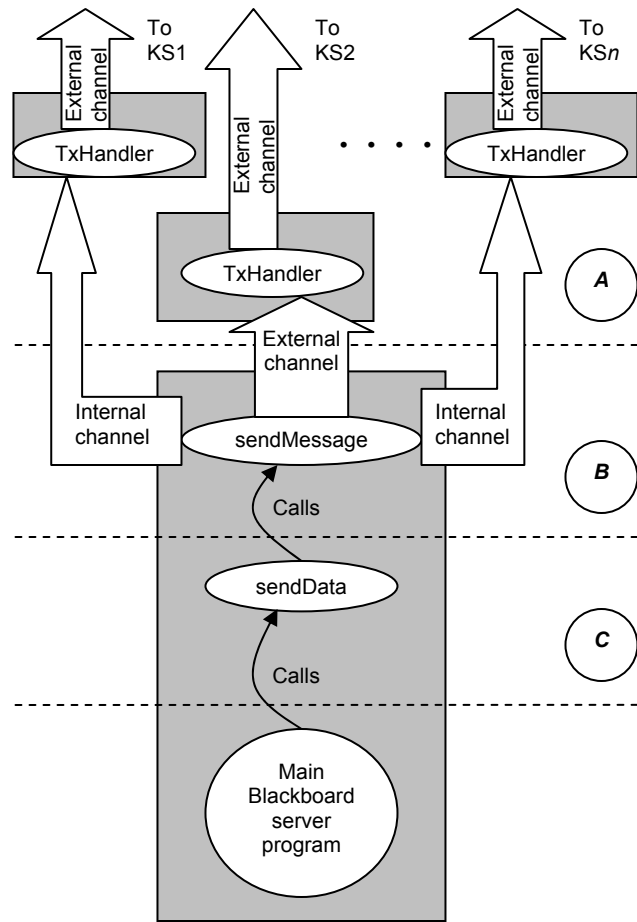 To
KS1
To
KS2
To
KSn
External
channel
External
channel
External
channel
TxHandler
. . . . .
TxHandler
TxHandler
A
External
channel
Internal
channel
Internal
channel
sendMessage
B
Calls
sendData
C
Calls
Main
Blackboard
server
program